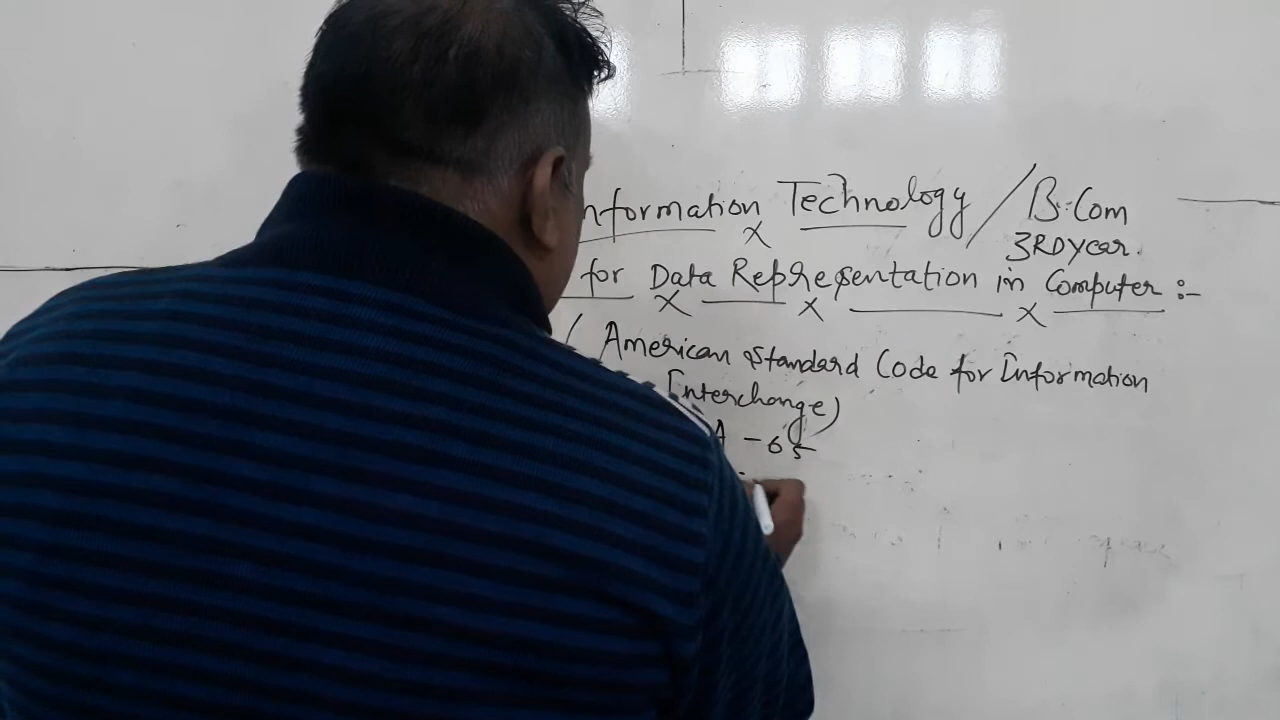 nformation Technology / B.Com
3RD year.
for Data Representation in Computer :-
( American Standard Code for Information
Interchange)
A - 65